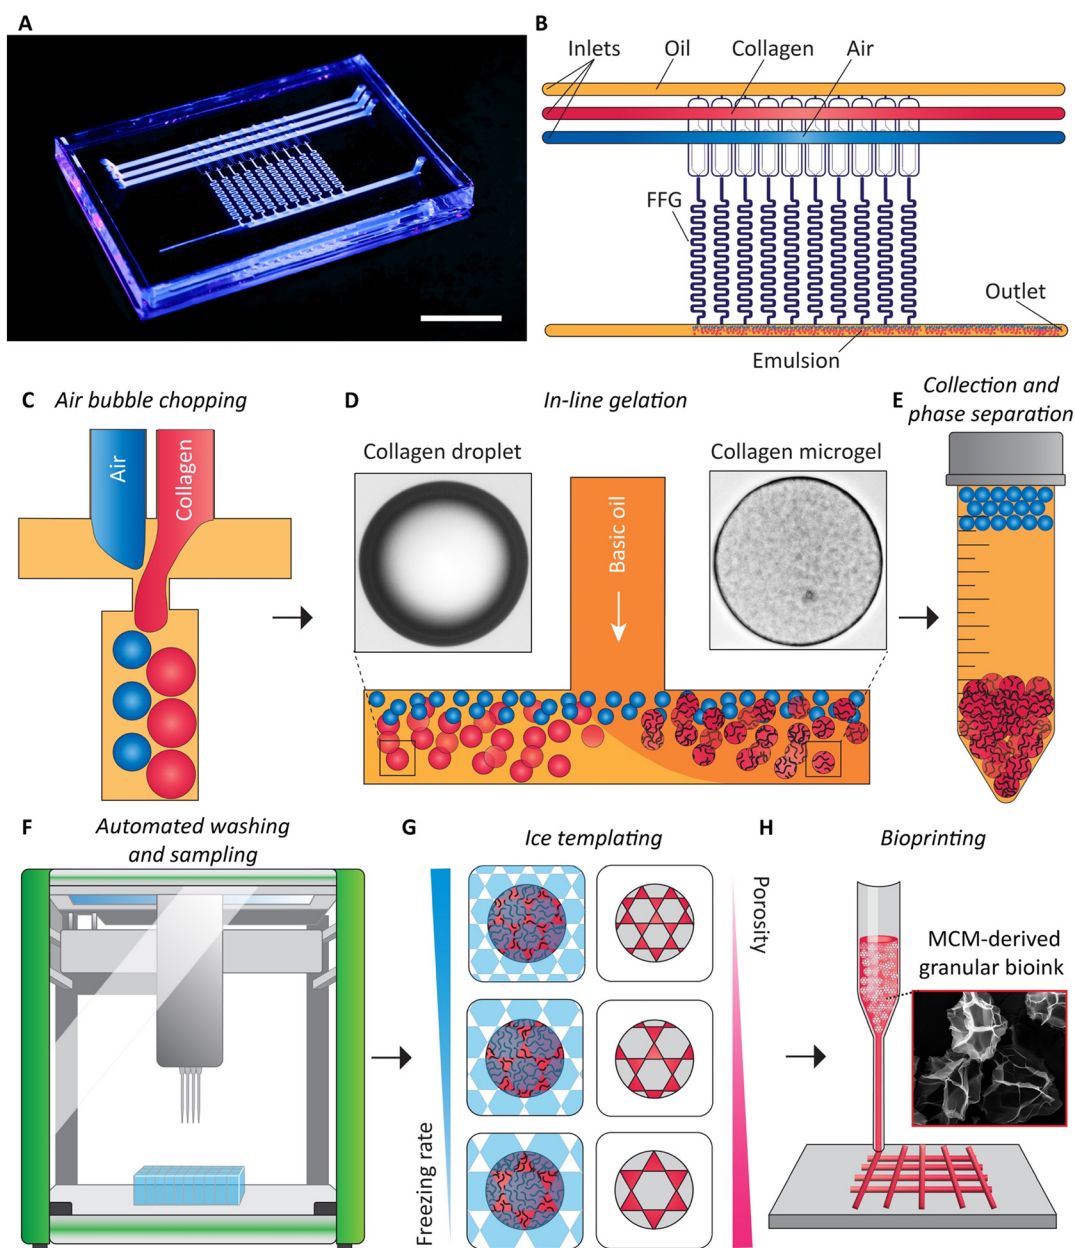 A
B
Inlets
Oil
Collagen
Air
FFG
Outlet
Emulsion
C
Air bubble chopping
Air
Collagen
D
In-line gelation
Collagen droplet
Basic oil
Collagen microgel
E
Collection and
phase separation
F
Automated washing
and sampling
G
Ice templating
Freezing rate
Porosity
H
Bioprinting
MCM-derived
granular bioink